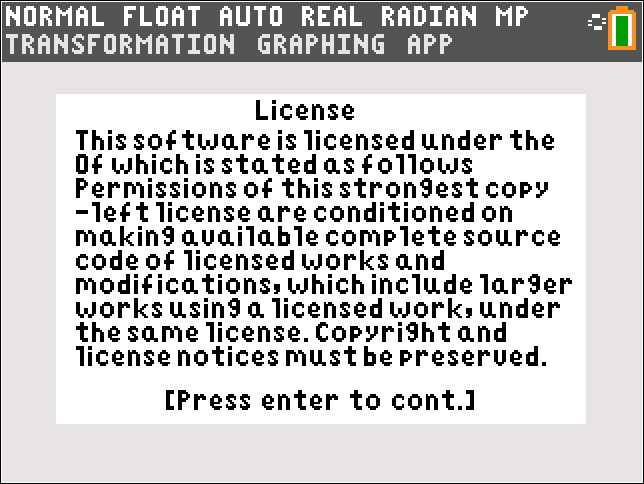 NORMAL FLOAT AUTO REAL RADIAN MP
TRANSFORMATION GRAPHING APP
License
This software is licensed under the
Of which is stated as follows
Permissions of this strongest copy
-left license are conditioned on
making available complete source
code of licensed works and
modifications, which include larger
works using a licensed work, under
the same license. Copyright and
license notices must be preserved.
[Press enter to cont.]